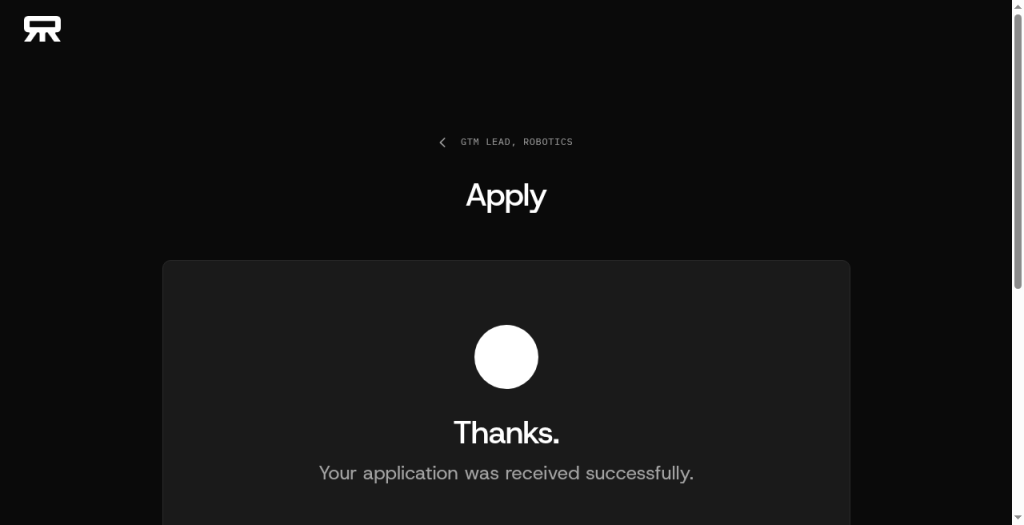 GTM LEAD, ROBOTICS
Apply
Thanks.
Your application was received successfully.